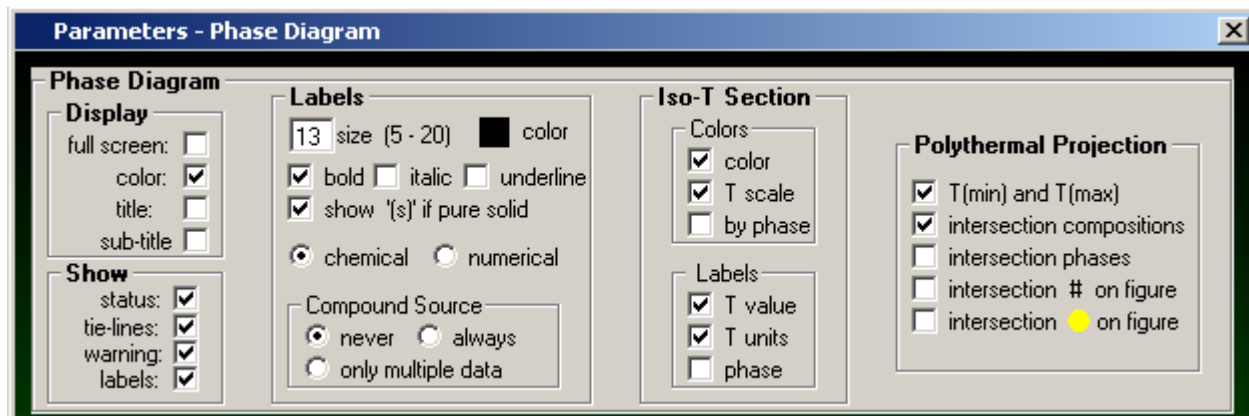 Parameters - Phase Diagram
Phase Diagram
Display
full screen:
color:
title:
sub-title
Show
status:
tie-lines:
warning:
labels:
Labels
13 size (5 - 20) color
bold italic underline
show '(s)' if pure solid
chemical numerical
Compound Source
never always
only multiple data
Iso-T Section
Colors
color
T scale
by phase
Labels
T value
T units
phase
Polythermal Projection
T(min) and T(max)
intersection compositions
intersection phases
intersection # on figure
intersection on figure